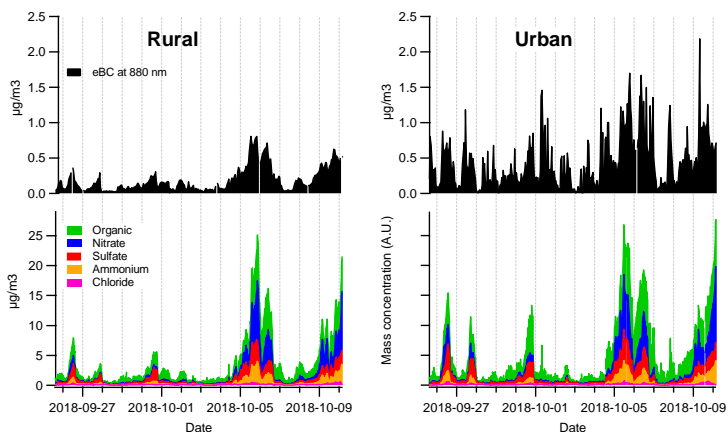 Rural
Urban
2.5
2.0
1.5
1.0
0.5
0.0
µg/m3
eBC at 880 nm
2.5
2.0
1.5
1.0
0.5
0.0
µg/m3
25
20
15
10
5
0
µg/m3
Organic
Nitrate
Sulfate
Ammonium
Chloride
Mass concentration (A.U.)
2018-09-27
2018-10-01
2018-10-05
2018-10-09
Date
2018-09-27
2018-10-01
2018-10-05
2018-10-09
Date